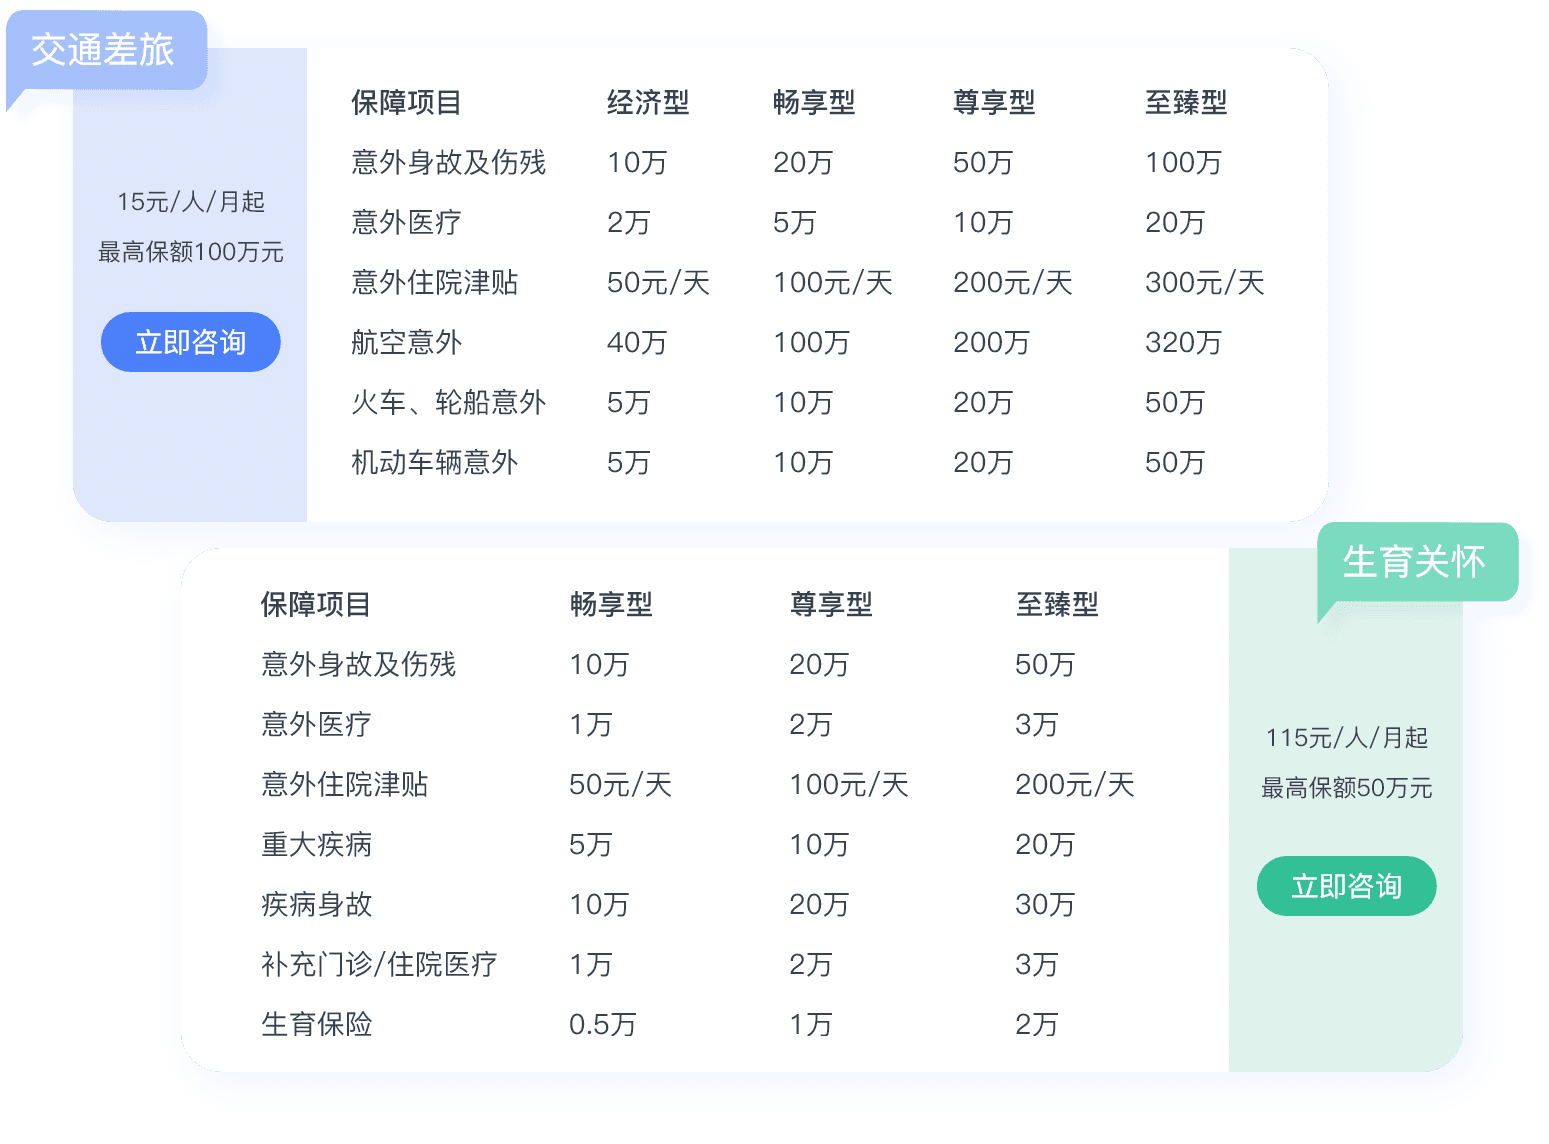 交通差旅
15元/人/月起
最高保额100万元
立即咨询
保障项目 经济型 畅享型 尊享型 至臻型
意外身故及伤残 10万 20万 50万 100万
意外医疗 2万 5万 10万 20万
意外住院津贴 50元/天 100元/天 200元/天 300元/天
航空意外 40万 100万 200万 320万
火车、轮船意外 5万 10万 20万 50万
机动车辆意外 5万 10万 20万 50万
生育关怀
保障项目 畅享型 尊享型 至臻型
意外身故及伤残 10万 20万 50万
意外医疗 1万 2万 3万
意外住院津贴 50元/天 100元/天 200元/天
重大疾病 5万 10万 20万
疾病身故 10万 20万 30万
补充门诊/住院医疗 1万 2万 3万
生育保险 0.5万 1万 2万
115元/人/月起
最高保额50万元
立即咨询